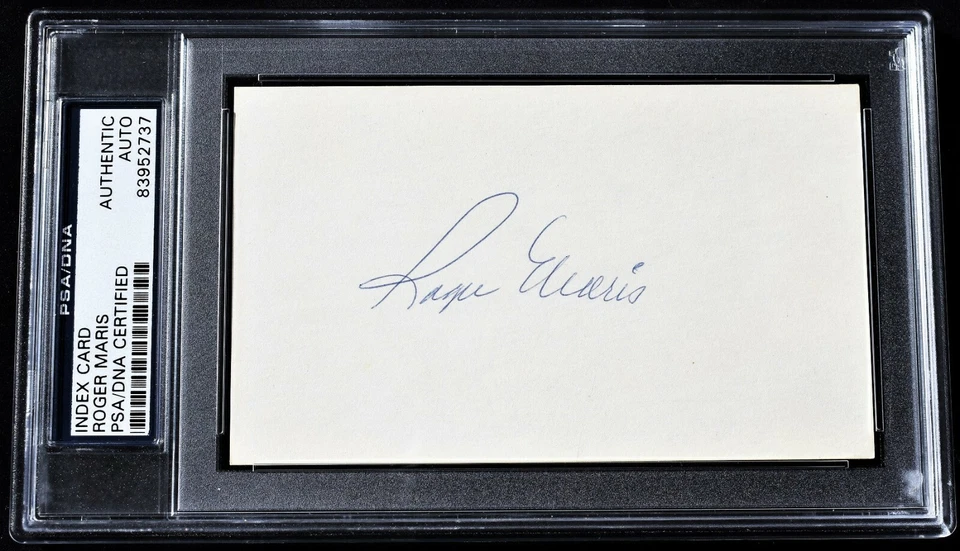 PSA/DNA
INDEX CARD
ROGER MARIS
PSA/DNA CERTIFIED
AUTHENTIC
AUTO
83952737
Roger Maris